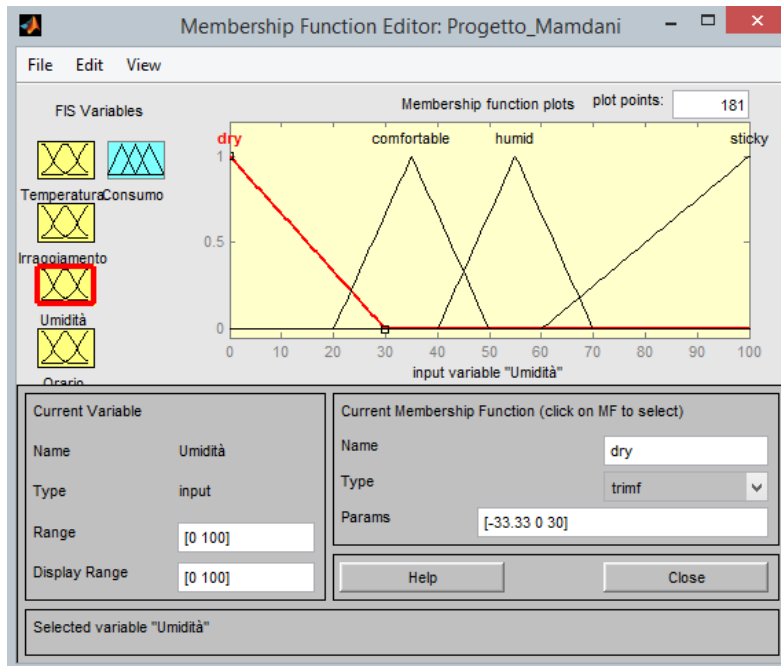 Membership Function Editor: Progetto_Mamdani
File Edit View
FIS Variables
Membership function plots plot points: 181
dry comfortable humid sticky
1
0.5
0
0 10 20 30 40 50 60 70 80 90 100
input variable "Umidità"
Temperatura Consumo
Irraggiamento
Umidità
Orario
Current Variable
Name Umidità
Type input
Range [0 100]
Display Range [0 100]
Current Membership Function (click on MF to select)
Name dry
Type trimf
Params [-33.33 0 30]
Help Close
Selected variable "Umidità"